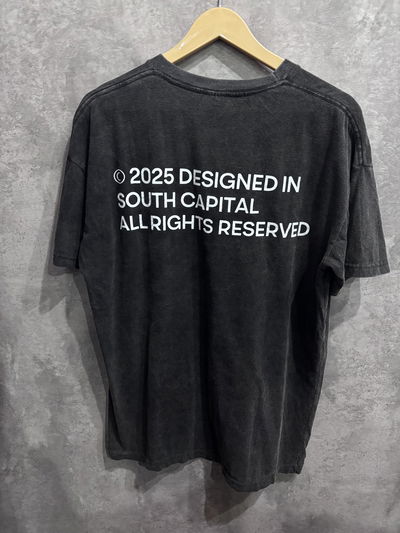 © 2025 DESIGNED IN
SOUTH CAPITAL
ALL RIGHTS RESERVED